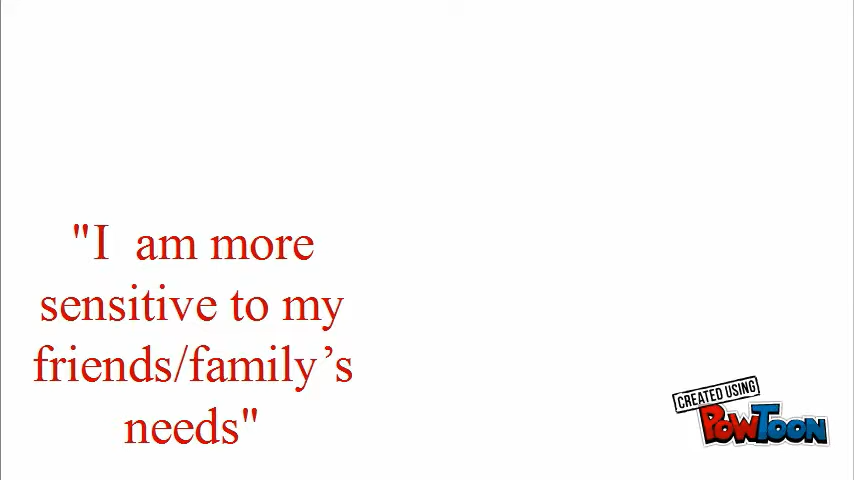 "I  am more
sensitive to my
friends/family’s
needs"
CREATED USING
PowToon